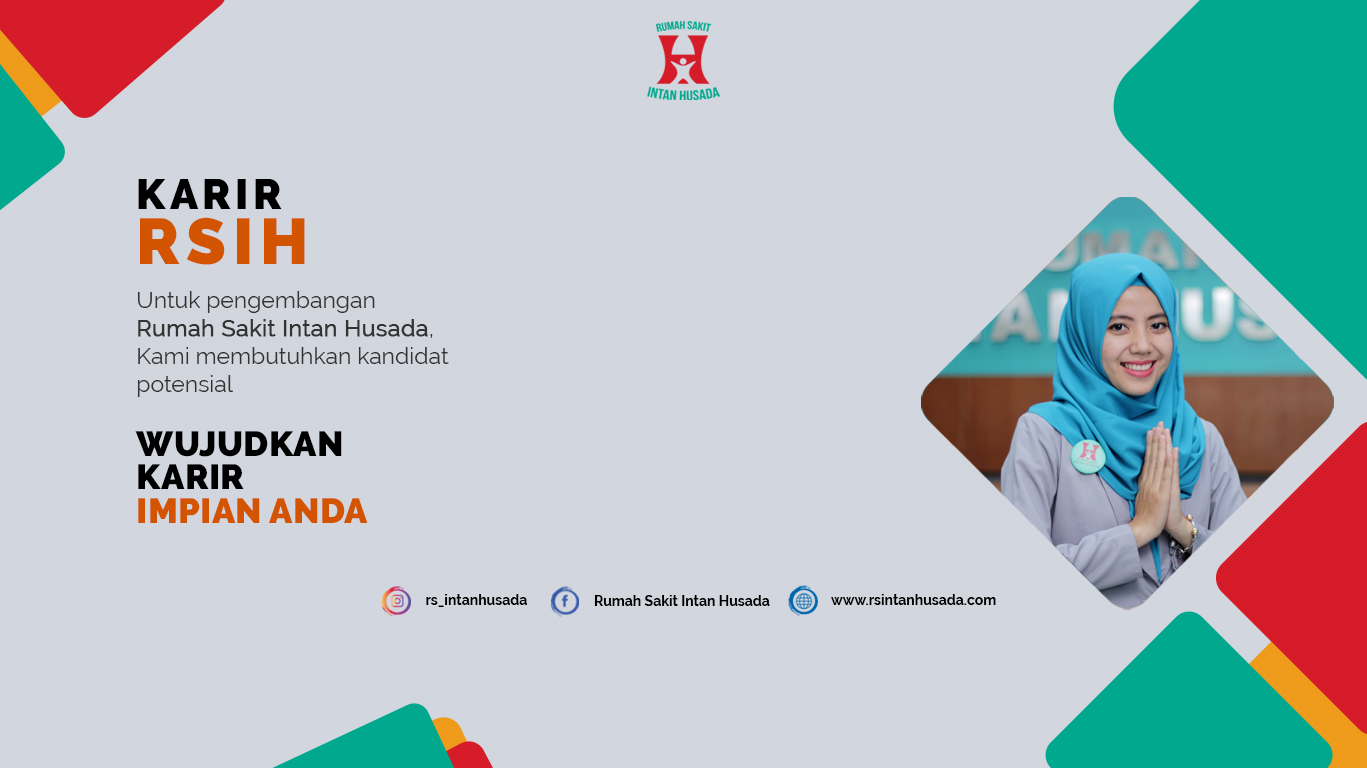 RUMAH SAKIT
INTAN HUSADA
KARIR
RSIH
Untuk pengembangan
Rumah Sakit Intan Husada,
Kami membutuhkan kandidat
potensial
WUJUDKAN
KARIR
IMPIAN ANDA
rs_intanhusada
Rumah Sakit Intan Husada
www.rsintanhusada.com